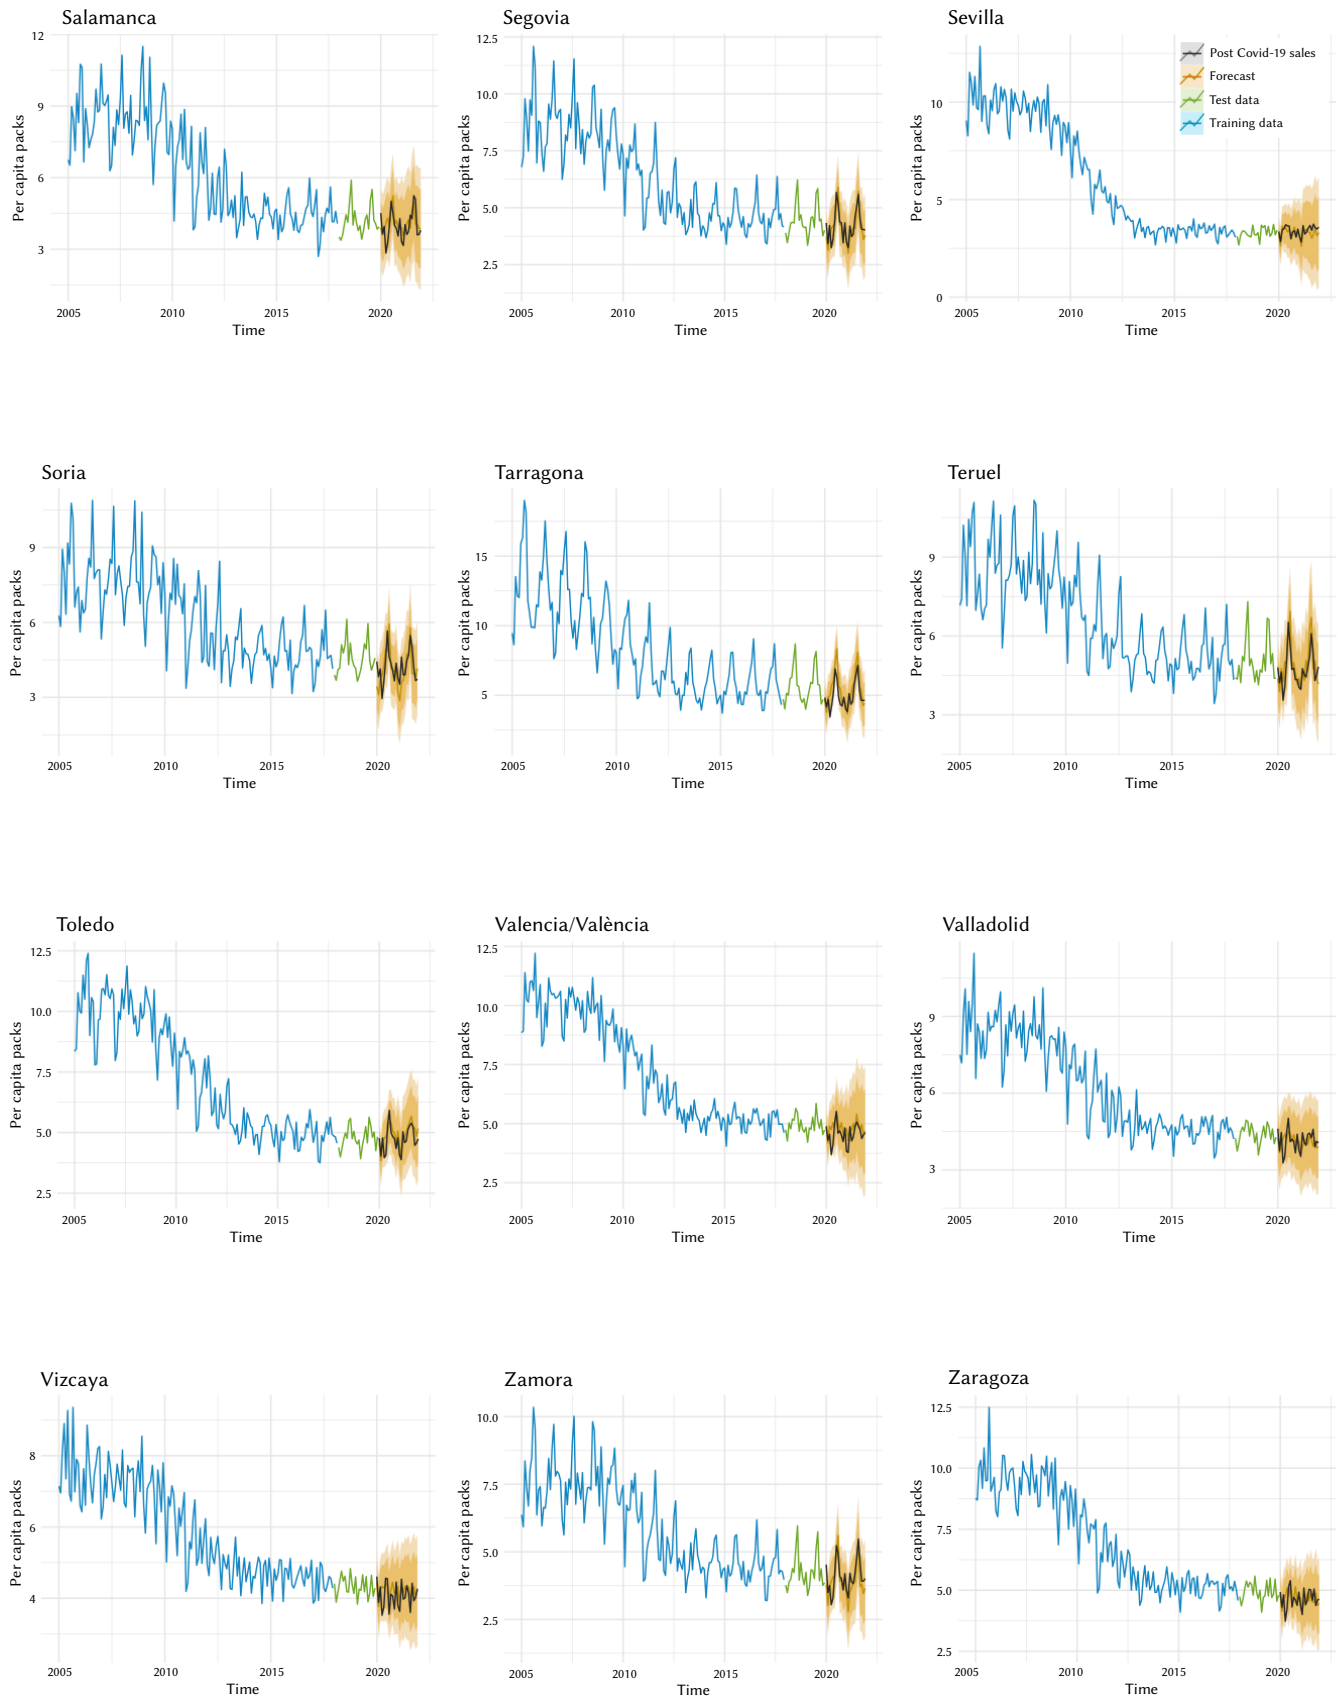 Salamanca
12
9
6
3
Per capita packs
2005
2010
2015
2020
Time
Segovia
12.5
10.0
7.5
5.0
2.5
Per capita packs
2005
2010
2015
2020
Time
Sevilla
10
5
0
Per capita packs
Post Covid-19 sales
Forecast
Test data
Training data
2005
2010
2015
2020
Time
Soria
9
6
3
Per capita packs
2005
2010
2015
2020
Time
Tarragona
15
10
5
Per capita packs
2005
2010
2015
2020
Time
Teruel
9
6
3
Per capita packs
2005
2010
2015
2020
Time
Toledo
12.5
10.0
7.5
5.0
2.5
Per capita packs
2005
2010
2015
2020
Time
Valencia/València
12.5
10.0
7.5
5.0
2.5
Per capita packs
2005
2010
2015
2020
Time
Valladolid
9
6
3
Per capita packs
2005
2010
2015
2020
Time
Vizcaya
8
6
4
Per capita packs
2005
2010
2015
2020
Time
Zamora
10.0
7.5
5.0
2.5
Per capita packs
2005
2010
2015
2020
Time
Zaragoza
12.5
10.0
7.5
5.0
2.5
Per capita packs
2005
2010
2015
2020
Time